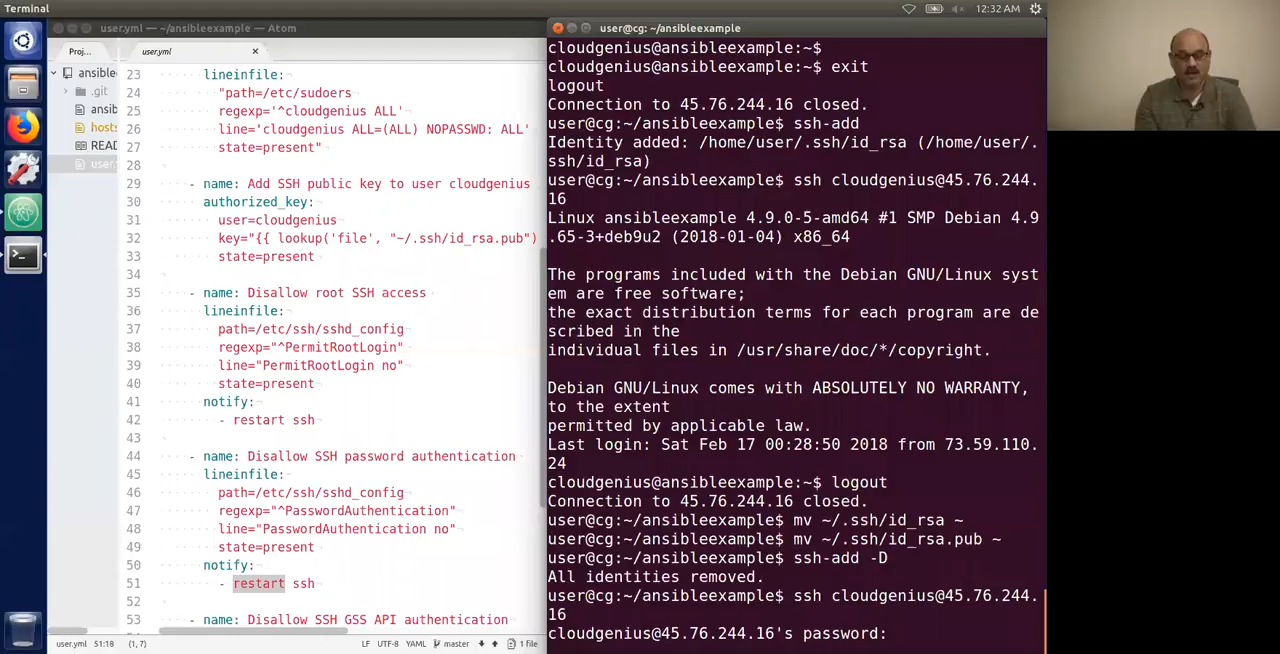 Terminal
12:32 AM
user.yml — ~/ansibleexample — Atom
Proj...
user.yml
ansible
.git
ansib
hosts
READ
user.
23 lineinfile:
24 "path=/etc/sudoers
25 regexp='^cloudgenius ALL'
26 line='cloudgenius ALL=(ALL) NOPASSWD: ALL'
27 state=present"
28
29 - name: Add SSH public key to user cloudgenius
30 authorized_key:
31 user=cloudgenius
32 key="{{ lookup('file', "~/.ssh/id_rsa.pub")
33 state=present
34
35 - name: Disallow root SSH access
36 lineinfile:
37 path=/etc/ssh/sshd_config
38 regexp="^PermitRootLogin"
39 line="PermitRootLogin no"
40 state=present
41 notify:
42 - restart ssh
43
44 - name: Disallow SSH password authentication
45 lineinfile:
46 path=/etc/ssh/sshd_config
47 regexp="^PasswordAuthentication"
48 line="PasswordAuthentication no"
49 state=present
50 notify:
51 - restart ssh
52
53 - name: Disallow SSH GSS API authentication
user.yml 51:18 (1, 7) LF UTF-8 YAML master 1 file
user@cg: ~/ansibleexample
cloudgenius@ansibleexample:~$
cloudgenius@ansibleexample:~$ exit
logout
Connection to 45.76.244.16 closed.
user@cg:~/ansibleexample$ ssh-add
Identity added: /home/user/.ssh/id_rsa (/home/user/.
ssh/id_rsa)
user@cg:~/ansibleexample$ ssh cloudgenius@45.76.244.
16
Linux ansibleexample 4.9.0-5-amd64 #1 SMP Debian 4.9
.65-3+deb9u2 (2018-01-04) x86_64
The programs included with the Debian GNU/Linux syst
em are free software;
the exact distribution terms for each program are de
scribed in the
individual files in /usr/share/doc/*/copyright.
Debian GNU/Linux comes with ABSOLUTELY NO WARRANTY,
to the extent
permitted by applicable law.
Last login: Sat Feb 17 00:28:50 2018 from 73.59.110.
24
cloudgenius@ansibleexample:~$ logout
Connection to 45.76.244.16 closed.
user@cg:~/ansibleexample$ mv ~/.ssh/id_rsa ~
user@cg:~/ansibleexample$ mv ~/.ssh/id_rsa.pub ~
user@cg:~/ansibleexample$ ssh-add -D
All identities removed.
user@cg:~/ansibleexample$ ssh cloudgenius@45.76.244.
16
cloudgenius@45.76.244.16's password: